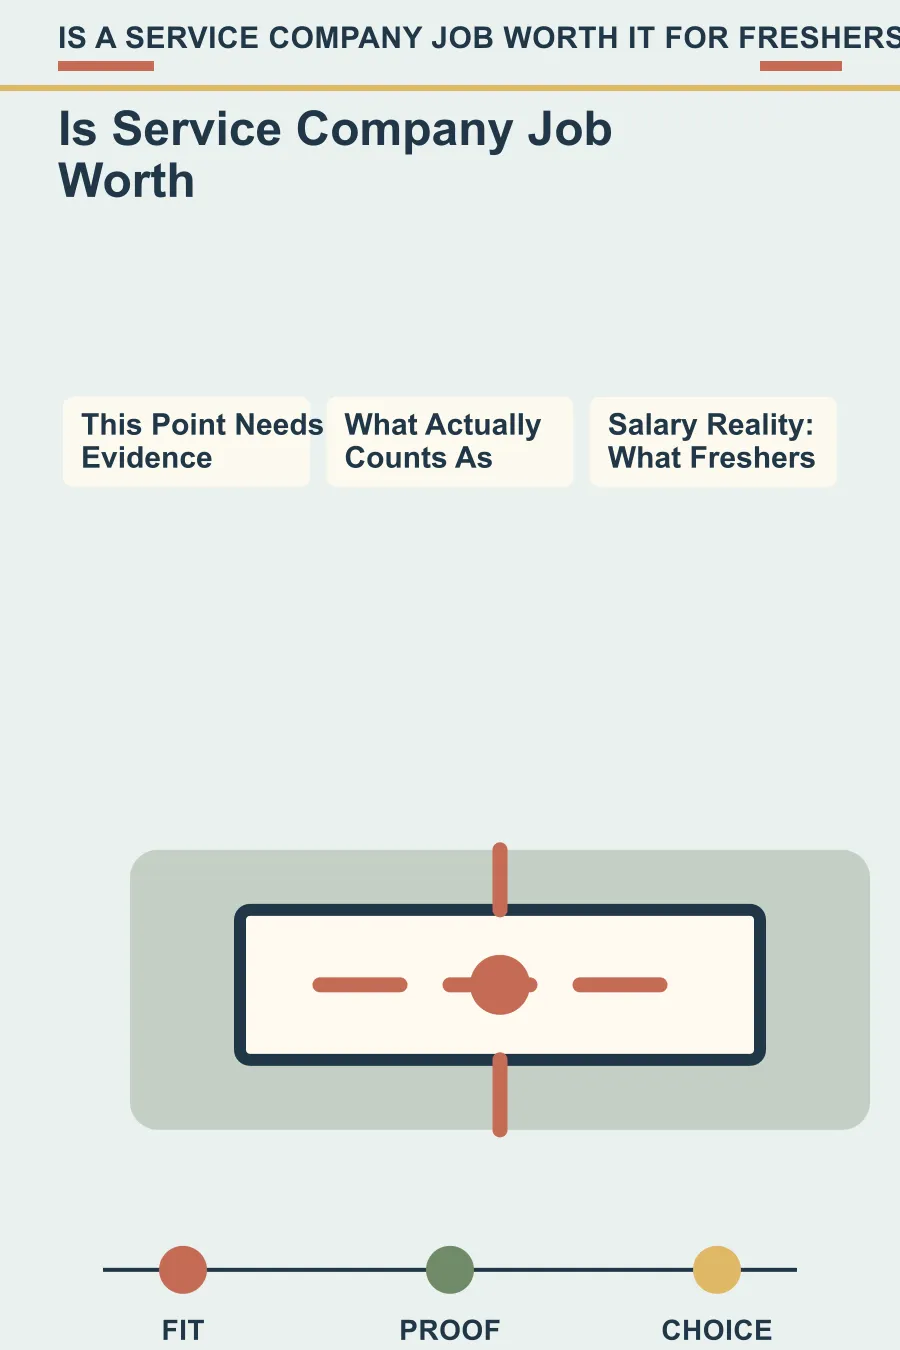 IS A SERVICE COMPANY JOB WORTH IT FOR FRESHERS
Is Service Company Job
Worth
This Point Needs
Evidence
What Actually
Counts As
Salary Reality:
What Freshers
FIT
PROOF
CHOICE